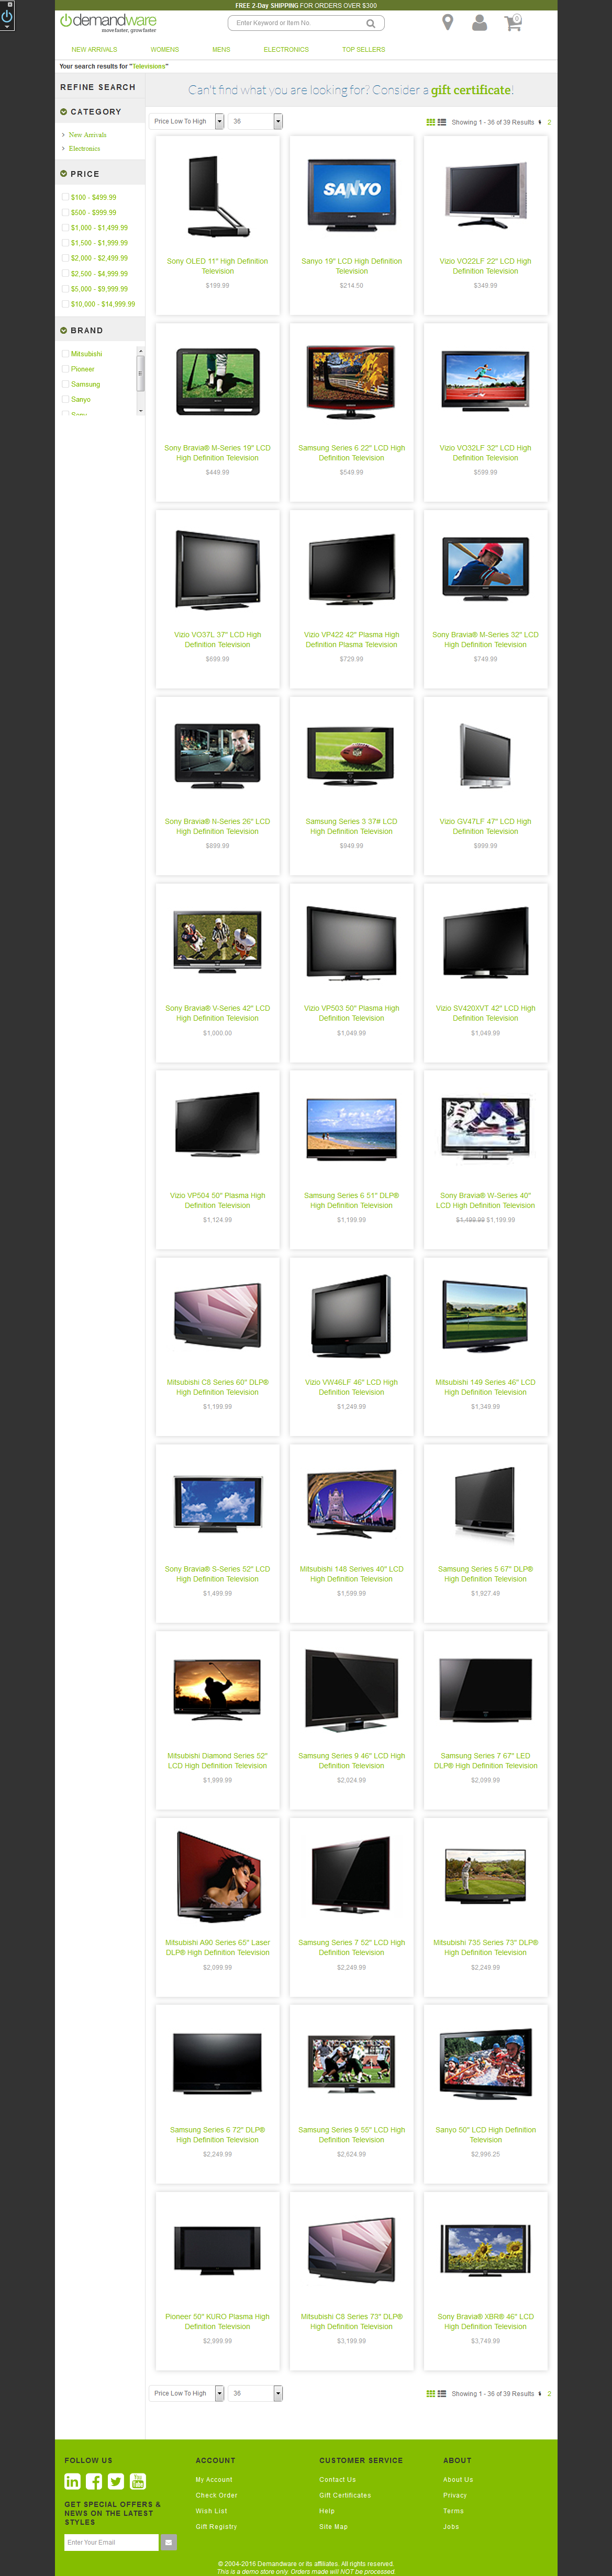 FREE 2-Day SHIPPING FOR ORDERS OVER $300
demandware
move faster, grow faster
Enter Keyword or Item No.
0
NEW ARRIVALS
WOMENS
MENS
ELECTRONICS
TOP SELLERS
Your search results for "Televisions"
REFINE SEARCH
CATEGORY
New Arrivals
Electronics
PRICE
$100 - $499.99
$500 - $999.99
$1,000 - $1,499.99
$1,500 - $1,999.99
$2,000 - $2,499.99
$2,500 - $4,999.99
$5,000 - $9,999.99
$10,000 - $14,999.99
BRAND
Mitsubishi
Pioneer
Samsung
Sanyo
Sony
Can't find what you are looking for? Consider a gift certificate!
Price Low To High
36
Showing 1 - 36 of 39 Results
2
SANYO
Sony OLED 11" High Definition
Television
$199.99
Sanyo 19" LCD High Definition
Television
$214.50
Vizio VO22LF 22" LCD High
Definition Television
$349.99
Sony Bravia® M-Series 19" LCD
High Definition Television
$449.99
Samsung Series 6 22" LCD High
Definition Television
$549.99
Vizio VO32LF 32" LCD High
Definition Television
$599.99
Vizio VO37L 37" LCD High
Definition Television
$699.99
Vizio VP422 42" Plasma High
Definition Plasma Television
$729.99
Sony Bravia® M-Series 32" LCD
High Definition Television
$749.99
Sony Bravia® N-Series 26" LCD
High Definition Television
$899.99
Samsung Series 3 37# LCD
High Definition Television
$949.99
Vizio GV47LF 47" LCD High
Definition Television
$999.99
Sony Bravia® V-Series 42" LCD
High Definition Television
$1,000.00
Vizio VP503 50" Plasma High
Definition Television
$1,049.99
Vizio SV420XVT 42" LCD High
Definition Television
$1,049.99
Vizio VP504 50" Plasma High
Definition Television
$1,124.99
Samsung Series 6 51" DLP®
High Definition Television
$1,199.99
Sony Bravia® W-Series 40"
LCD High Definition Television
$1,499.99 $1,199.99
Mitsubishi C8 Series 60" DLP®
High Definition Television
$1,199.99
Vizio VW46LF 46" LCD High
Definition Television
$1,249.99
Mitsubishi 149 Series 46" LCD
High Definition Television
$1,349.99
Sony Bravia® S-Series 52" LCD
High Definition Television
$1,499.99
Mitsubishi 148 Serives 40" LCD
High Definition Television
$1,599.99
Samsung Series 5 67" DLP®
High Definition Television
$1,927.49
Mitsubishi Diamond Series 52"
LCD High Definition Television
$1,999.99
Samsung Series 9 46" LCD High
Definition Television
$2,024.99
Samsung Series 7 67" LED
DLP® High Definition Television
$2,099.99
Mitsubishi A90 Series 65" Laser
DLP® High Definition Television
$2,099.99
Samsung Series 7 52" LCD High
Definition Television
$2,249.99
Mitsubishi 735 Series 73" DLP®
High Definition Television
$2,249.99
Samsung Series 6 72" DLP®
High Definition Television
$2,249.99
Samsung Series 9 55" LCD High
Definition Television
$2,624.99
Sanyo 50" LCD High Definition
Television
$2,996.25
Pioneer 50" KURO Plasma High
Definition Television
$2,999.99
Mitsubishi C8 Series 73" DLP®
High Definition Television
$3,199.99
Sony Bravia® XBR® 46" LCD
High Definition Television
$3,749.99
Price Low To High
36
Showing 1 - 36 of 39 Results
2
FOLLOW US
You Tube
GET SPECIAL OFFERS &
NEWS ON THE LATEST
STYLES
Enter Your Email
ACCOUNT
My Account
Check Order
Wish List
Gift Registry
CUSTOMER SERVICE
Contact Us
Gift Certificates
Help
Site Map
ABOUT
About Us
Privacy
Terms
Jobs
© 2004-2016 Demandware or its affiliates. All rights reserved.
This is a demo store only. Orders made will NOT be processed.